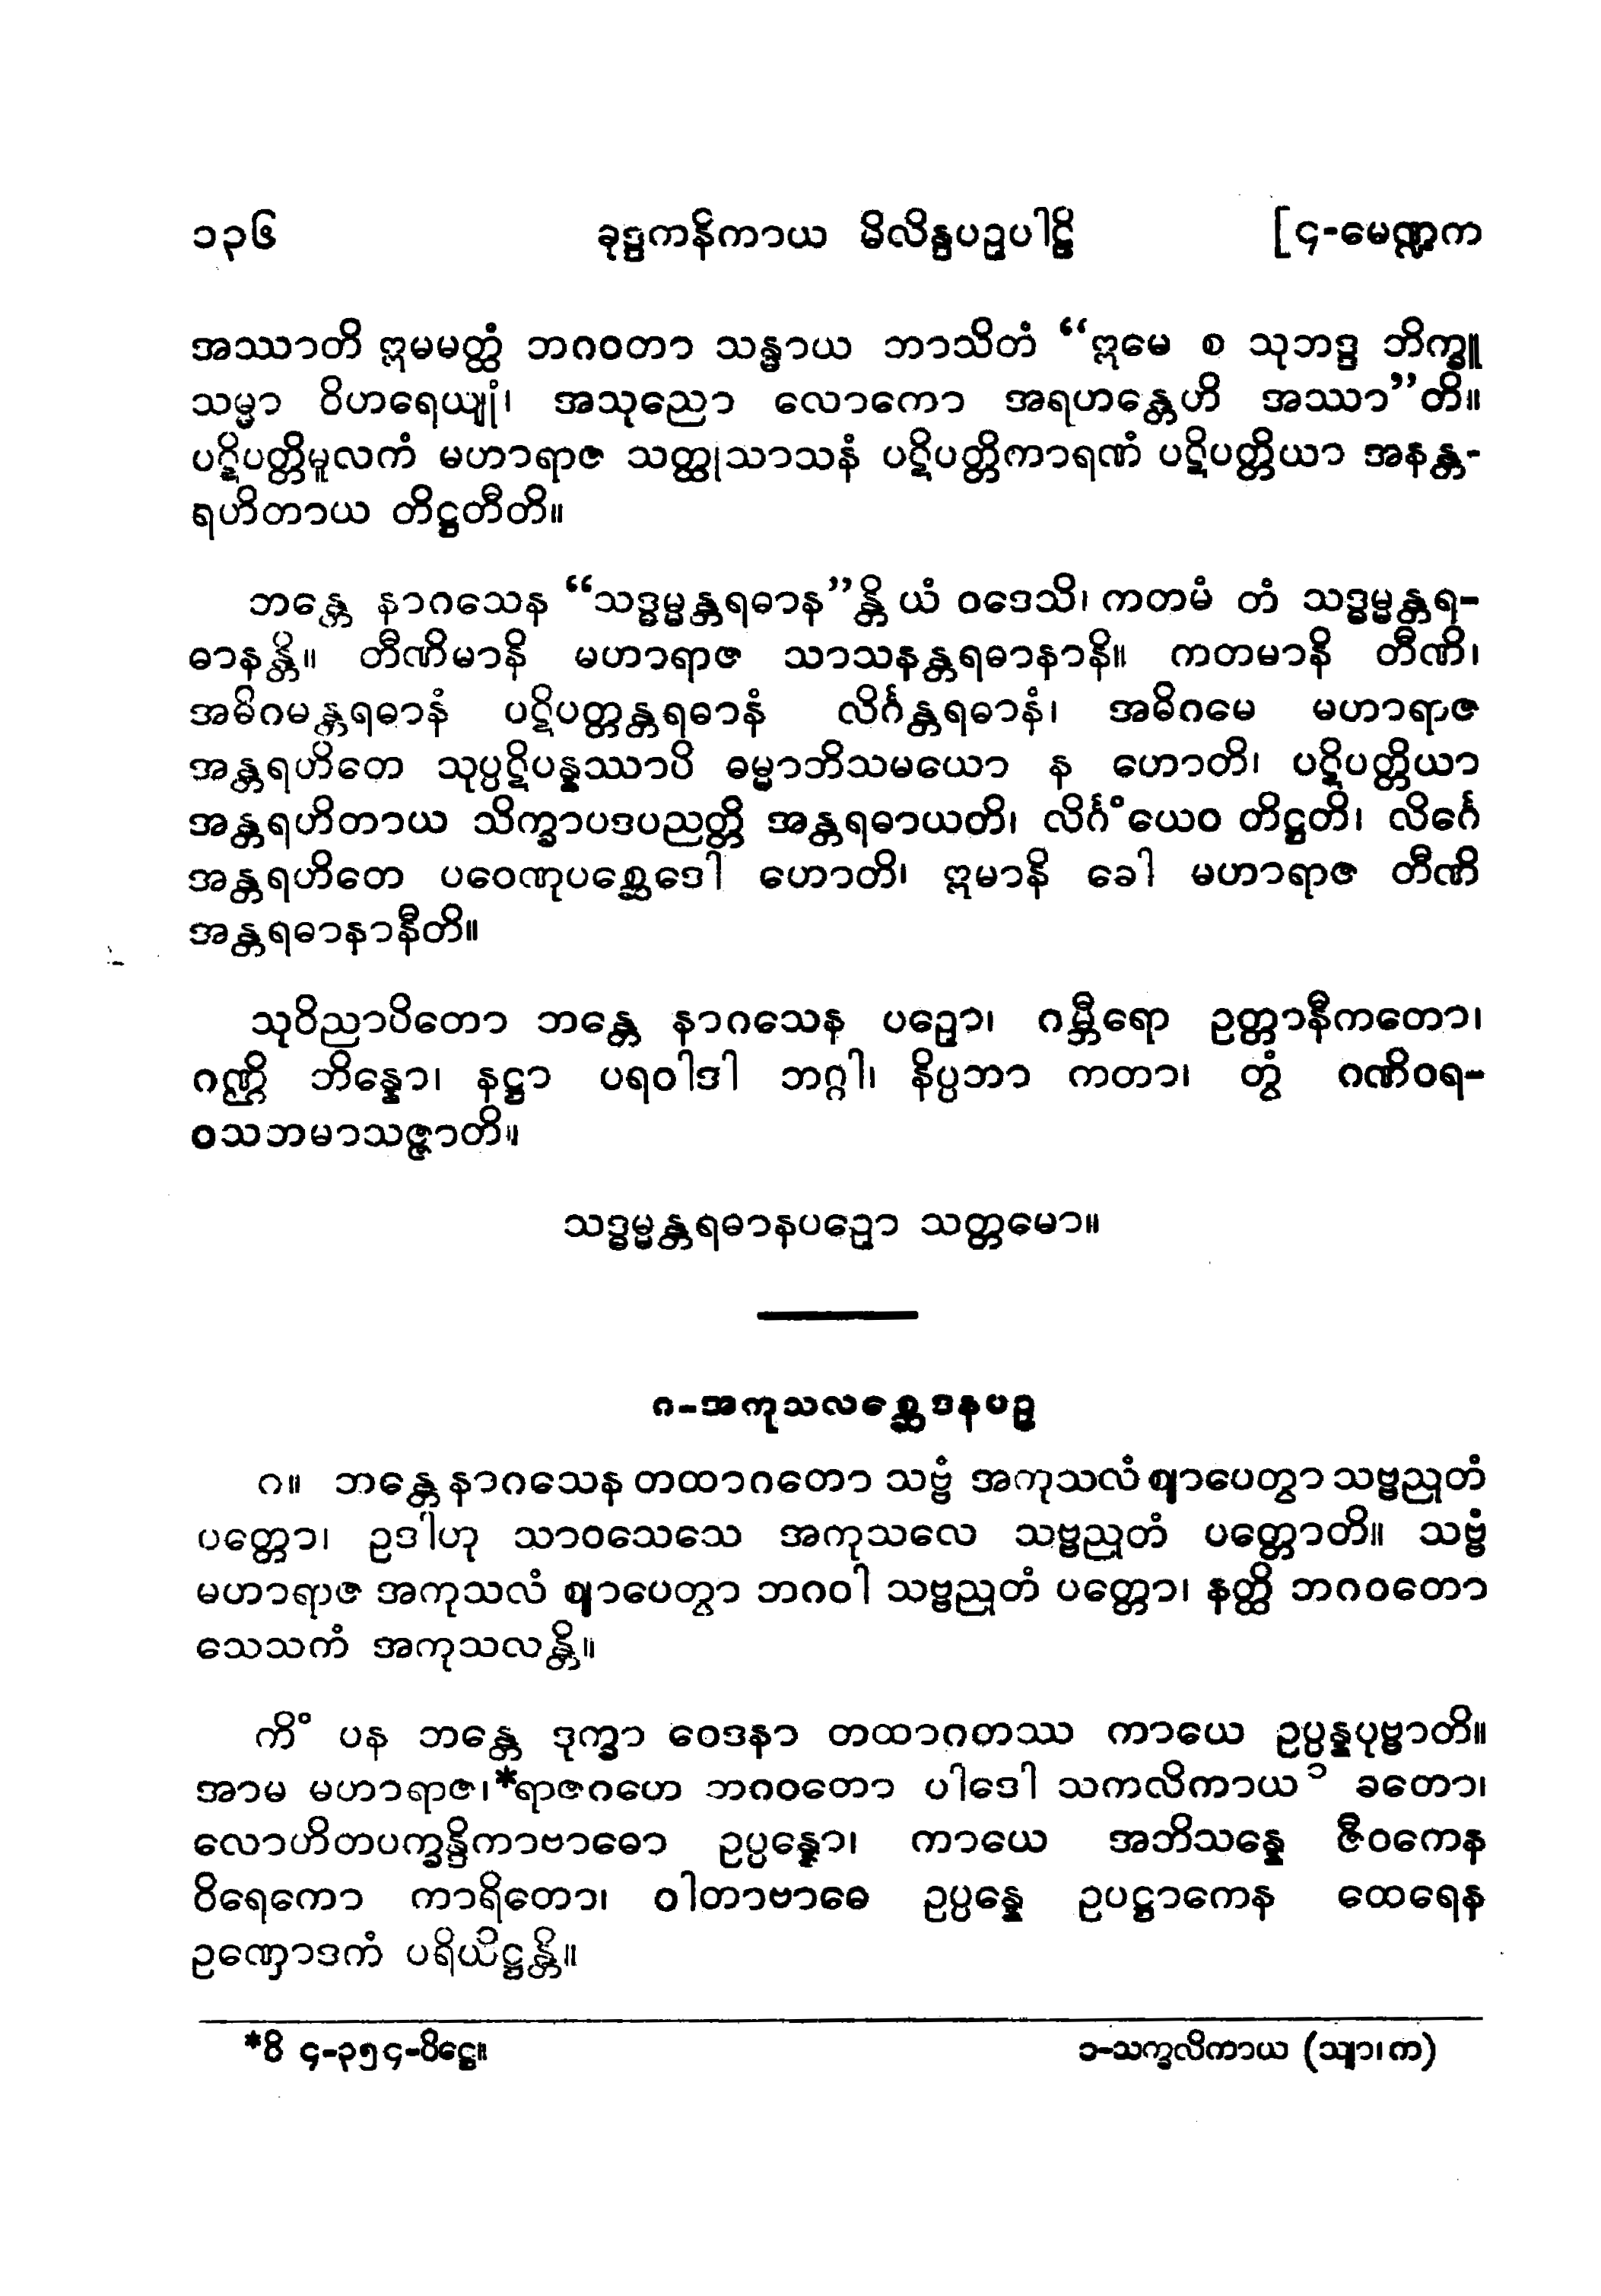 ၁၃၆ ခုဒ္ဒကနိကာယ မိလိန္ဒပဉှပါဠိ [၄-မေဏ္ဍက
အဿာတိ ဣမမတ္ထံ ဘဂဝတာ သန္ဓာယ ဘာသိတံ “ဣမေ စ သုဘဒ္ဒ ဘိက္ခူ
သမ္မာ ဝိဟရေယျုံ၊ အသုညော လောကော အရဟန္တေဟိ အဿာ”တိ။
ပဋိပတ္တိမူလကံ မဟာရာဇ သတ္ထုသာသနံ ပဋိပတ္တိကာရဏံ ပဋိပတ္တိယာ အနန္တ-
ရဟိတာယ တိဋ္ဌတီတိ။
ဘန္တေ နာဂသေန “သဒ္ဓမ္မန္တရဓာန”န္တိ ယံ ဝဒေသိ၊ ကတမံ တံ သဒ္ဓမ္မန္တရ-
ဓာနန္တိ။ တီဏိမာနိ မဟာရာဇ သာသနန္တရဓာနာနိ။ ကတမာနိ တီဏိ၊
အဓိဂမန္တရဓာနံ ပဋိပတ္တန္တရဓာနံ လိင်္ဂန္တရဓာနံ၊ အဓိဂမေ မဟာရာဇ
အန္တရဟိတေ သုပ္ပဋိပန္နဿာပိ ဓမ္မာဘိသမယော န ဟောတိ၊ ပဋိပတ္တိယာ
အန္တရဟိတာယ သိက္ခာပဒပညတ္တိ အန္တရဓာယတိ၊ လိင်္ဂံယေဝ တိဋ္ဌတိ၊ လိင်္ဂေ
အန္တရဟိတေ ပဝေဏုပစ္ဆေဒေါ ဟောတိ၊ ဣမာနိ ခေါ မဟာရာဇ တီဏိ
အန္တရဓာနာနီတိ။
သုဝိညာပိတော ဘန္တေ နာဂသေန ပဉှော၊ ဂမ္ဘီရော ဥတ္တာနီကတော၊
ဂဏ္ဌိ ဘိန္နော၊ နဋ္ဌာ ပရဝါဒါ ဘဂ္ဂါ၊ နိပ္ပဘာ ကတာ၊ တွံ ဂဏိဝရ-
ဝသဘမာသဇ္ဇာတိ။
သဒ္ဓမ္မန္တရဓာနပဉှော သတ္တမော။
ဂ-အကုသလစ္ဆေဒနပဉှ
ဂ။ ဘန္တေ နာဂသေန တထာဂတော သဗ္ဗံ အကုသလံ ဈာပေတွာ သဗ္ဗညုတံ
ပတ္တော၊ ဥဒါဟု သာဝသေသေ အကုသလေ သဗ္ဗညုတံ ပတ္တောတိ။ သဗ္ဗံ
မဟာရာဇ အကုသလံ ဈာပေတွာ ဘဂဝါ သဗ္ဗညုတံ ပတ္တော၊ နတ္ထိ ဘဂဝတော
သေသကံ အကုသလန္တိ။
ကိံ ပန ဘန္တေ ဒုက္ခာ ဝေဒနာ တထာဂတဿ ကာယေ ဥပ္ပန္နပုဗ္ဗာတိ။
အာမ မဟာရာဇ၊*ရာဇဂဟေ ဘဂဝတော ပါဒေါ သကလိကာယ၁ ခတော၊
လောဟိတပက္ခန္ဒိကာဗာဓော ဥပ္ပန္နော၊ ကာယေ အဘိသန္နေ ဇီဝကေန
ဝိရေကော ကာရိတော၊ ဝါတာဗာဓေ ဥပ္ပန္နေ ဥပဋ္ဌာကေန ထေရေန
ဥဏှောဒကံ ပရိယိဋ္ဌန္တိ။
*ဝိ ၄-၃၅၄-ပိဋ္ဌေ။ ၁-သက္ခလိကာယ (သျာ၊က)